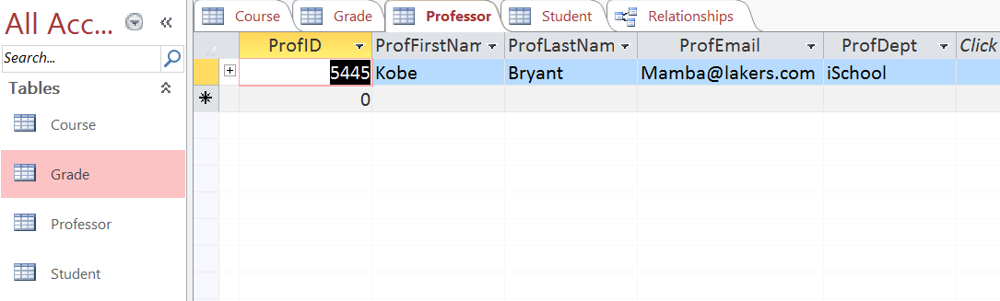 All Acc...
Search...
Tables
Course
Grade
Professor
Student
Course Grade Professor Student Relationships
ProfID ProfFirstNam ProfLastNam ProfEmail ProfDept Click
5445 Kobe Bryant Mamba@lakers.com iSchool
0